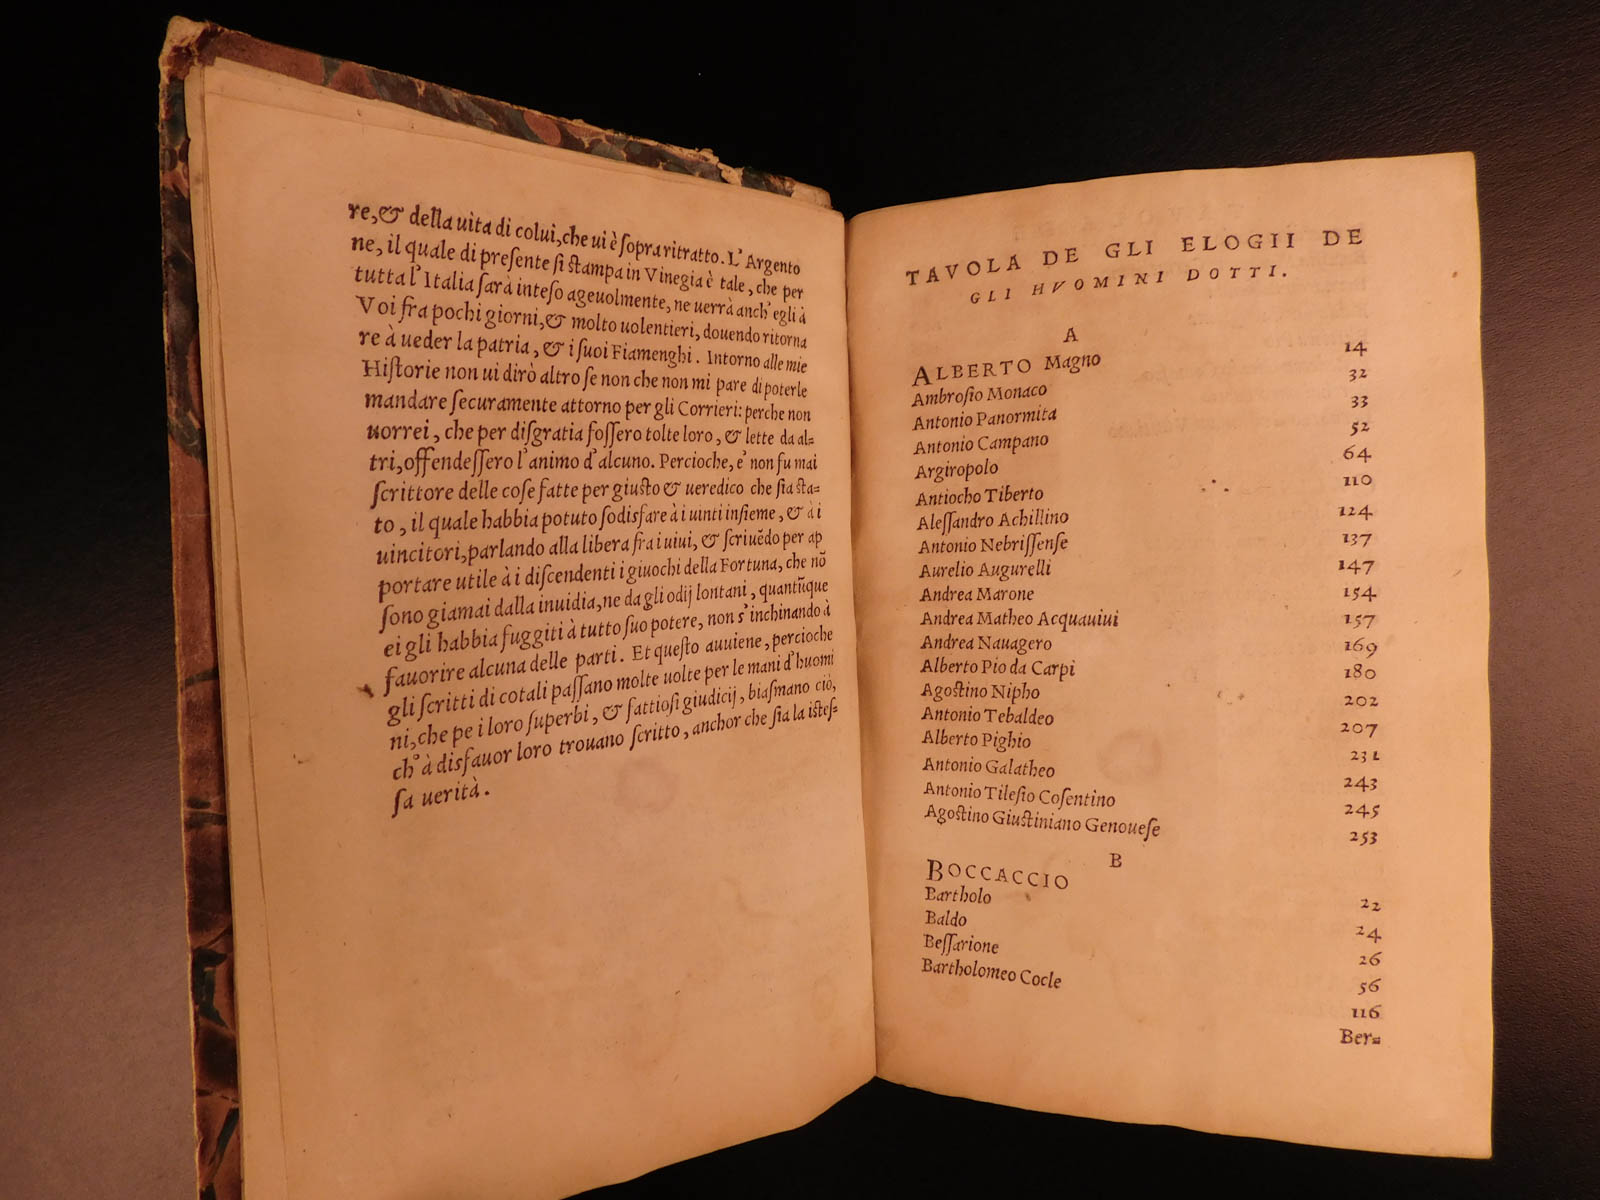 re, & della uita di colui, che ui è sopra ritratto. L'Argento
ne, il quale di presente si stampa in Vinegia è tale, che per
tutta l'Italia sarà inteso ageuolmente, ne uerrà anch'egli à
Voi fra pochi giorni, & molto uolentieri, douendo ritorna
re à ueder la patria, & i suoi Fiamenghi. Intorno alle mie
Historie non ui dirò altro se non che non mi pare di poterle
mandare securamente attorno per gli Corrieri: perche non
uorrei, che per disgratia fossero tolte loro, & lette da al=
tri, offendessero l'animo d'alcuno. Percioche, e' non fu mai
scrittore delle cose fatte per giusto & ueredico che sia sta=
to, il quale habbia potuto sodisfare à i uinti insieme, & à i
uincitori, parlando alla libera fra i uiui, & scriuẽdo per ap
portare utile à i discendenti i giuochi della Fortuna, che nõ
sono giamai dalla inuidia, ne da gli odij lontani, quantũque
ei gli habbia fuggiti à tutto suo potere, non s'inchinando à
fauorire alcuna delle parti. Et questo auuiene, percioche
gli scritti di cotali passano molte uolte per le mani d'huomi
ni, che pe i loro superbi, & fattiosi giudicij, biasmano ciò,
ch'à disfauor loro trouano scritto, anchor che sia la istes=
sa uerità.
TAVOLA DE GLI ELOGII DE
GLI HVOMINI DOTTI.
A
ALBERTO Magno 14
Ambrosio Monaco 32
Antonio Panormita 33
Antonio Campano 52
Argiropolo 64
Antiocho Tiberto 110
Alessandro Achillino 124
Antonio Nebrissense 137
Aurelio Augurelli 147
Andrea Marone 154
Andrea Matheo Acquauiui 157
Andrea Nauagero 169
Alberto Pio da Carpi 180
Agostino Nipho 202
Antonio Tebaldeo 207
Alberto Pighio 231
Antonio Galatheo 243
Antonio Tilesio Cosentino 245
Agostino Giustiniano Genouese 253
B
BOCCACCIO 22
Bartholo 24
Baldo 26
Bessarione 56
Bartholomeo Cocle 116
Ber=